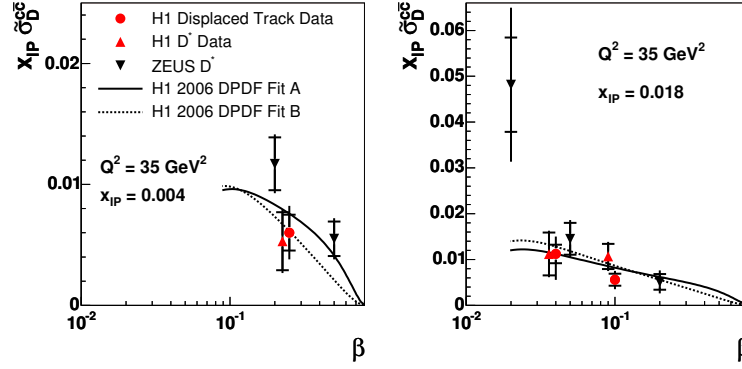 x_IP σ̃_D^cc̄
H1 Displaced Track Data
H1 D* Data
ZEUS D*
H1 2006 DPDF Fit A
H1 2006 DPDF Fit B
Q² = 35 GeV²
x_IP = 0.004
0.02
0.01
0
10⁻²
10⁻¹
β
x_IP σ̃_D^cc̄
Q² = 35 GeV²
x_IP = 0.018
0.06
0.05
0.04
0.03
0.02
0.01
0
10⁻²
10⁻¹
β